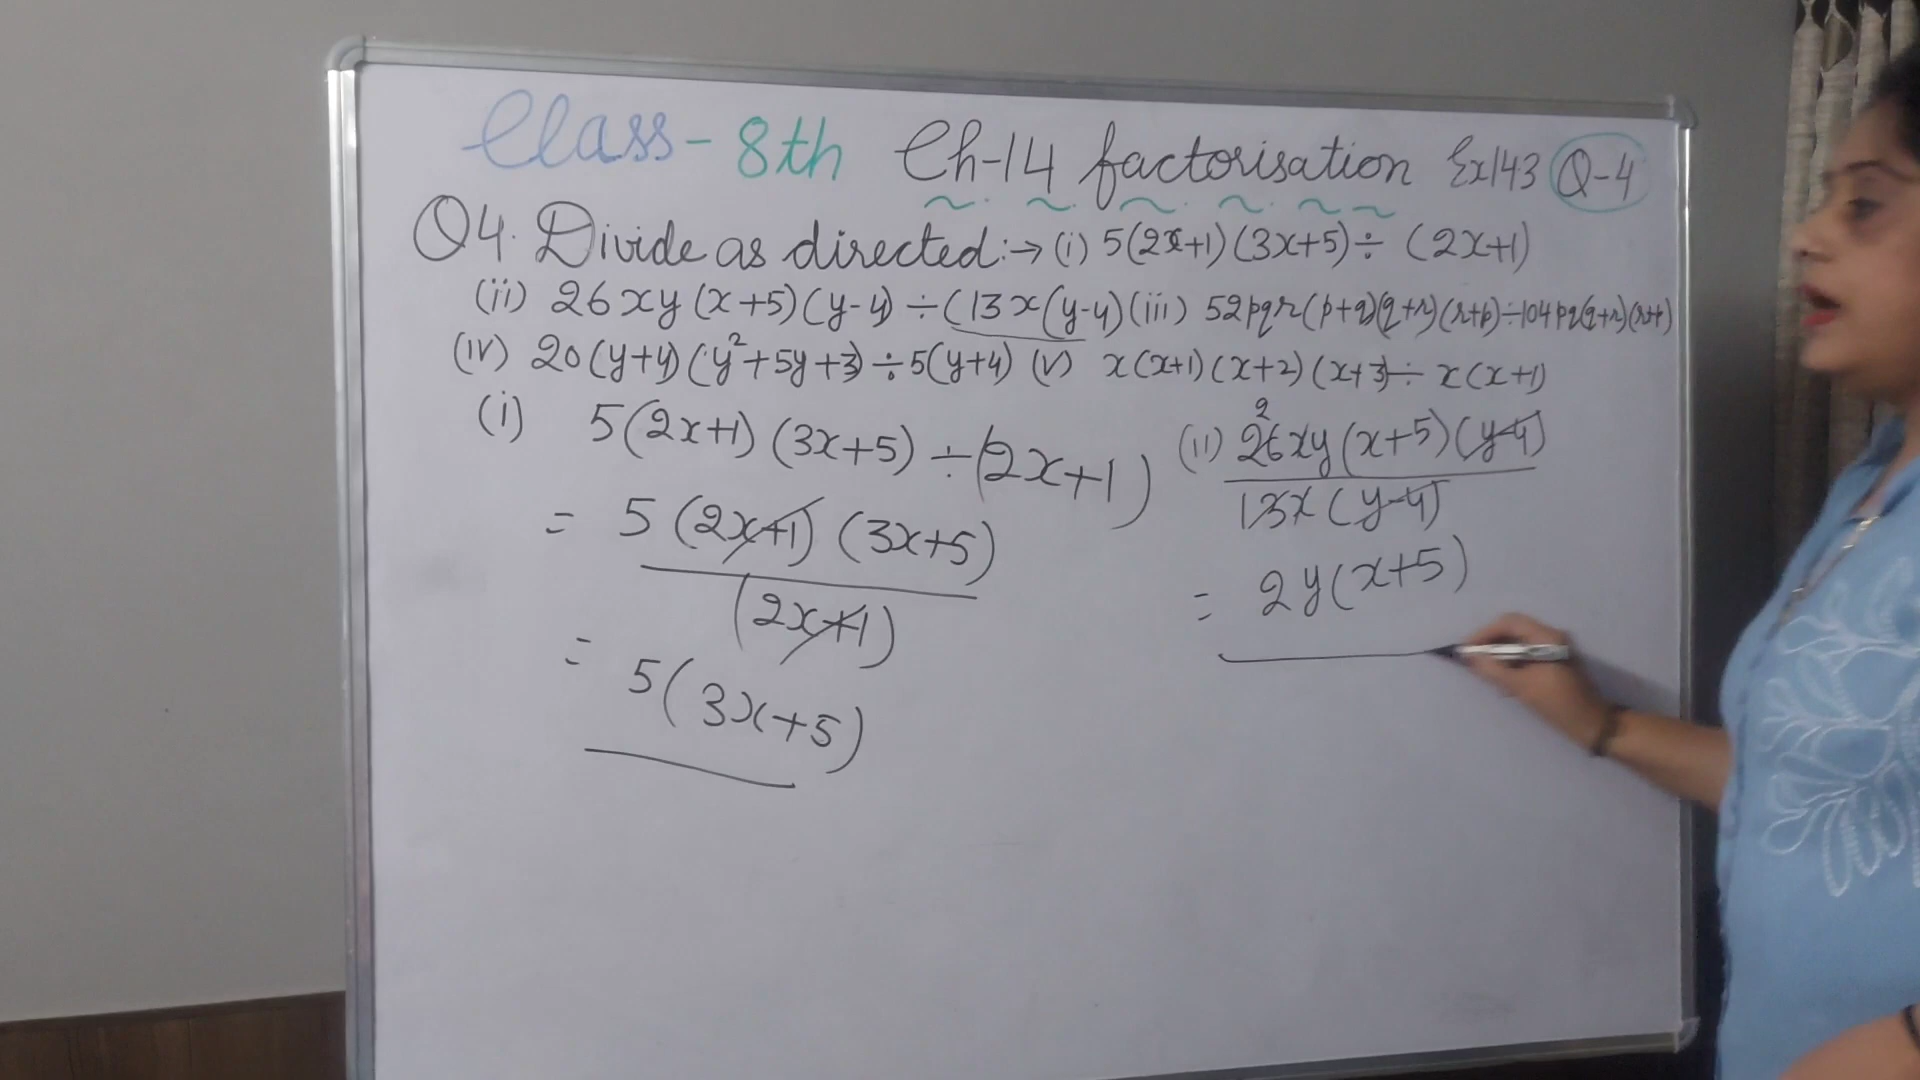 Class-8th Ch-14 factorisation Ex143 Q-4
Q4. Divide as directed:→ (i) 5(2x+1)(3x+5)÷ (2x+1)
(ii) 26xy(x+5)(y-4) ÷(13x(y-4) (iii) 52pqr(p+q)(q+r)(r+p)÷104pq(q+r)(r+p)
(iv) 20(y+4)(y²+5y+3)÷5(y+4) (v) x(x+1)(x+2)(x+3)÷ x(x+1)
(i) 5(2x+1)(3x+5) ÷(2x+1)
= 5(2x+1)(3x+5)
(2x+1)
= 5(3x+5)
(ii) 2 26xy(x+5)(y-4)
13x(y-4)
= 2y(x+5)